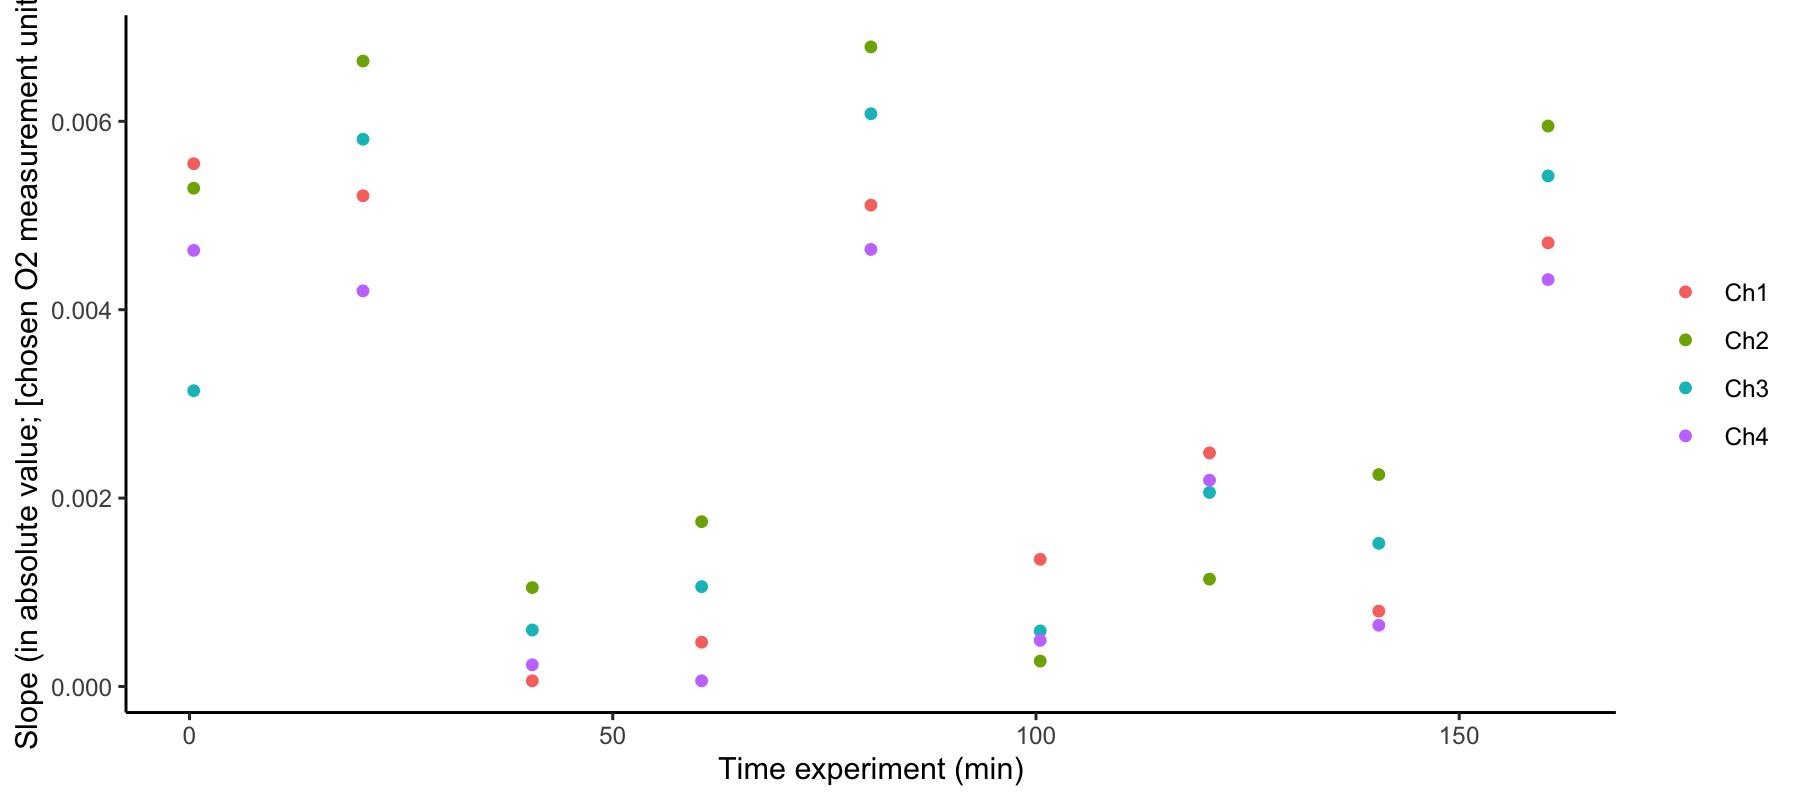 Slope (in absolute value; [chosen O2 measurement unit
0.006
0.004
0.002
0.000
0
50
100
150
Time experiment (min)
Ch1
Ch2
Ch3
Ch4